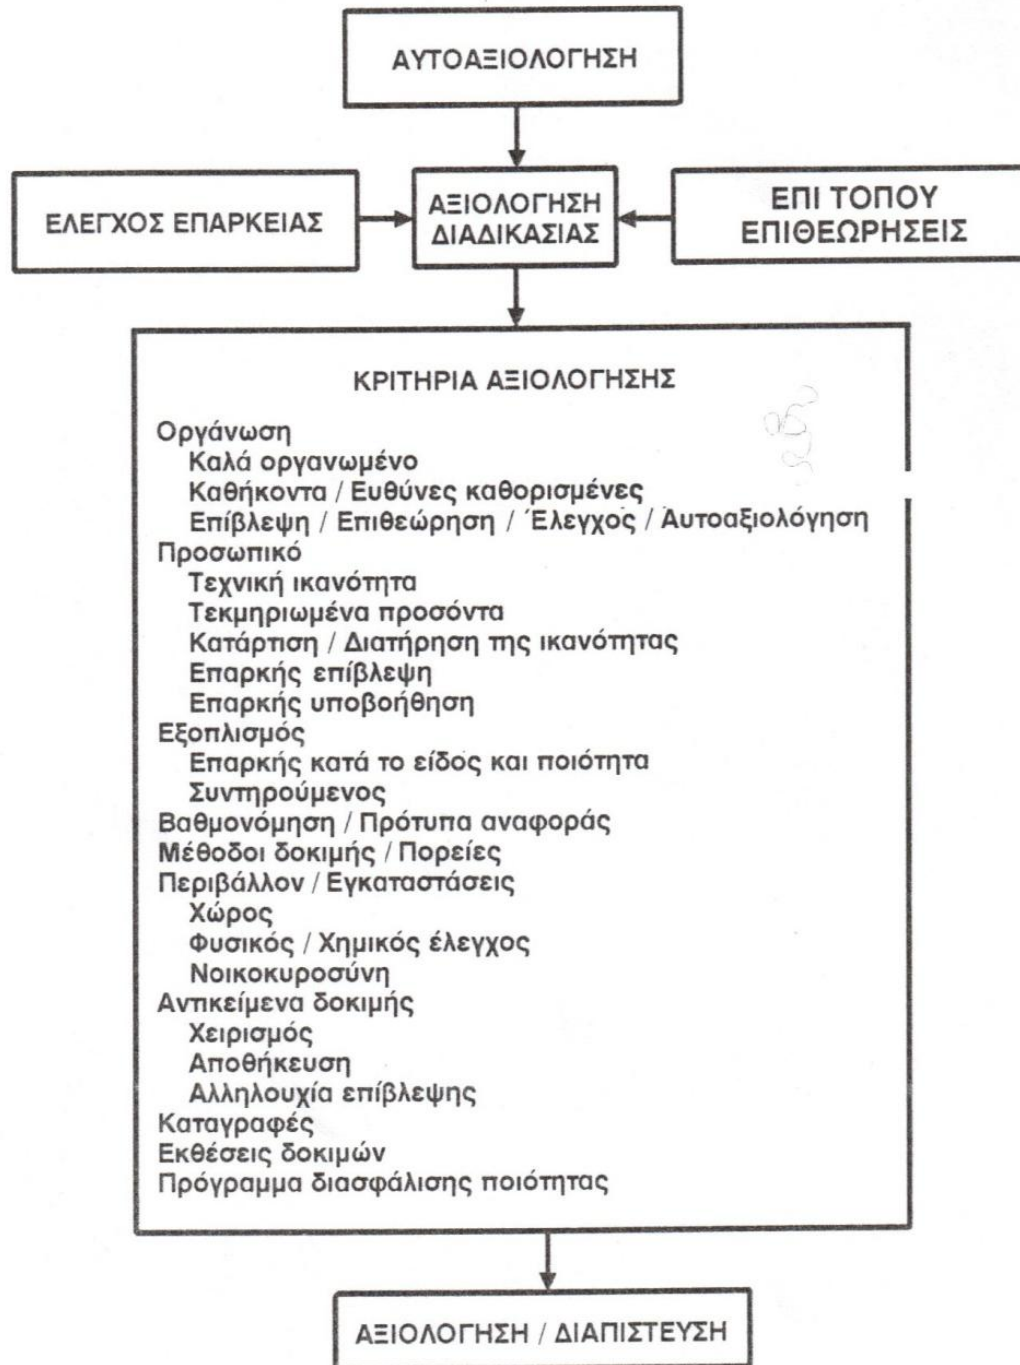 ΑΥΤΟΑΞΙΟΛΟΓΗΣΗ
ΕΛΕΓΧΟΣ ΕΠΑΡΚΕΙΑΣ
ΑΞΙΟΛΟΓΗΣΗ
ΔΙΑΔΙΚΑΣΙΑΣ
ΕΠΙ ΤΟΠΟΥ
ΕΠΙΘΕΩΡΗΣΕΙΣ
ΚΡΙΤΗΡΙΑ ΑΞΙΟΛΟΓΗΣΗΣ
Οργάνωση
Καλά οργανωμένο
Καθήκοντα / Ευθύνες καθορισμένες
Επίβλεψη / Επιθεώρηση / Έλεγχος / Αυτοαξιολόγηση
Προσωπικό
Τεχνική ικανότητα
Τεκμηριωμένα προσόντα
Κατάρτιση / Διατήρηση της ικανότητας
Επαρκής επίβλεψη
Επαρκής υποβοήθηση
Εξοπλισμός
Επαρκής κατά το είδος και ποιότητα
Συντηρούμενος
Βαθμονόμηση / Πρότυπα αναφοράς
Μέθοδοι δοκιμής / Πορείες
Περιβάλλον / Εγκαταστάσεις
Χώρος
Φυσικός / Χημικός έλεγχος
Νοικοκυροσύνη
Αντικείμενα δοκιμής
Χειρισμός
Αποθήκευση
Αλληλουχία επίβλεψης
Καταγραφές
Εκθέσεις δοκιμών
Πρόγραμμα διασφάλισης ποιότητας
ΑΞΙΟΛΟΓΗΣΗ / ΔΙΑΠΙΣΤΕΥΣΗ